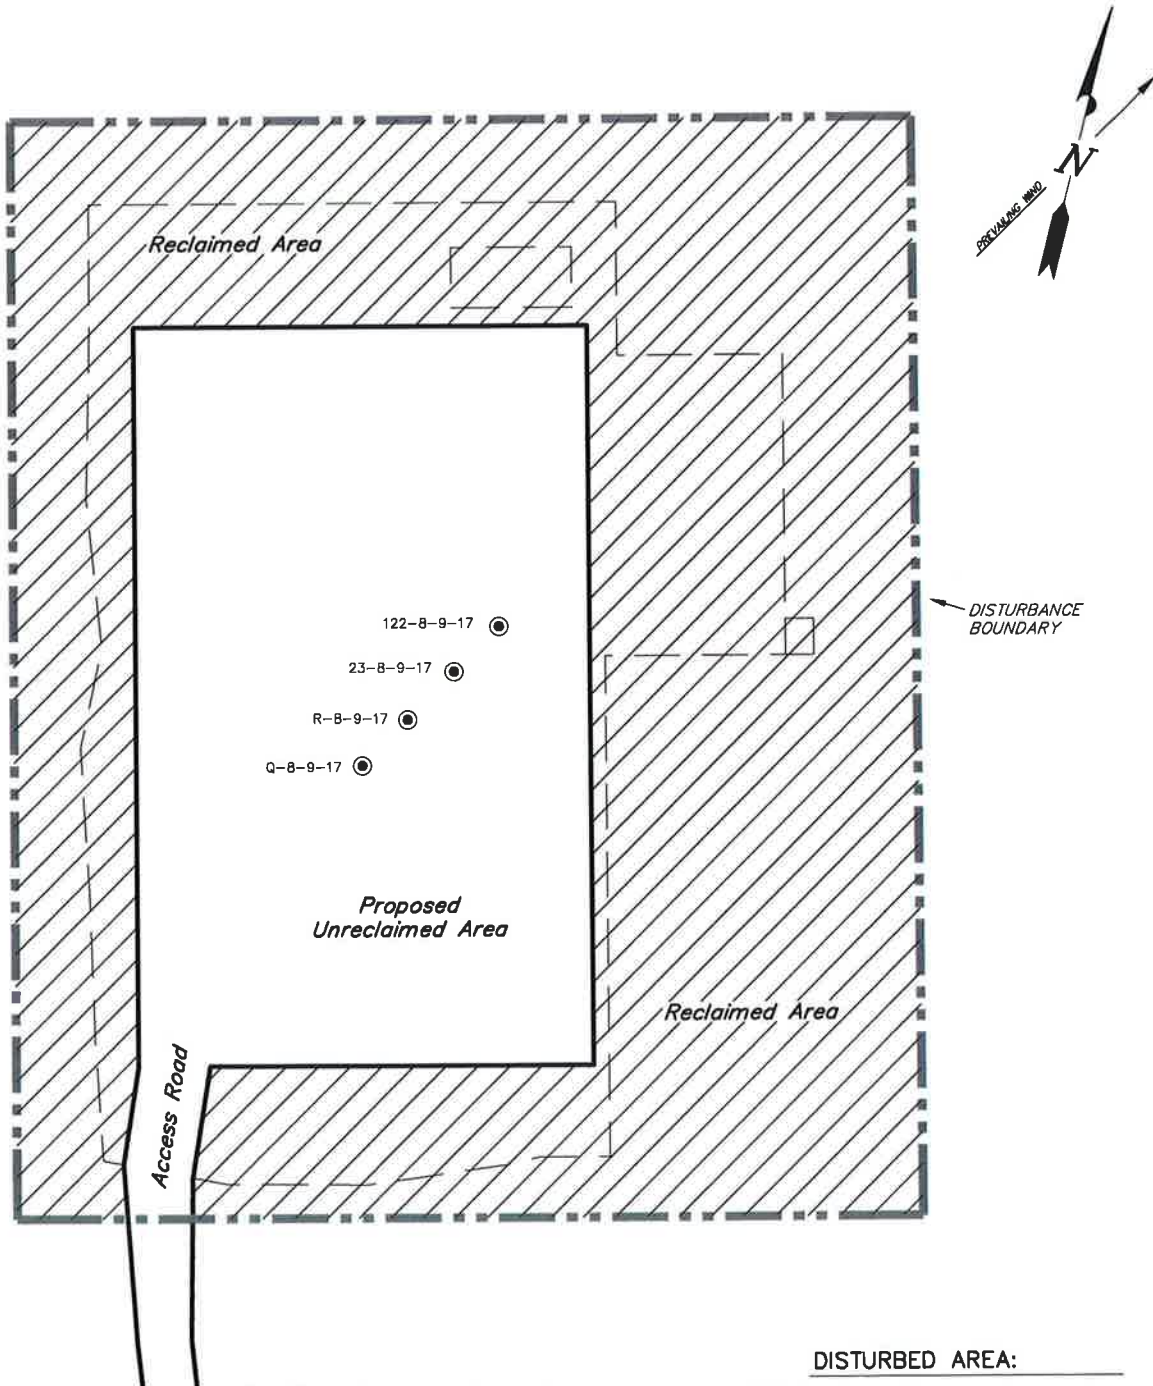 N
PREVAILING WIND
Reclaimed Area
DISTURBANCE
BOUNDARY
122-8-9-17
23-8-9-17
R-8-9-17
Q-8-9-17
Proposed
Unreclaimed Area
Reclaimed Area
Access Road
DISTURBED AREA: